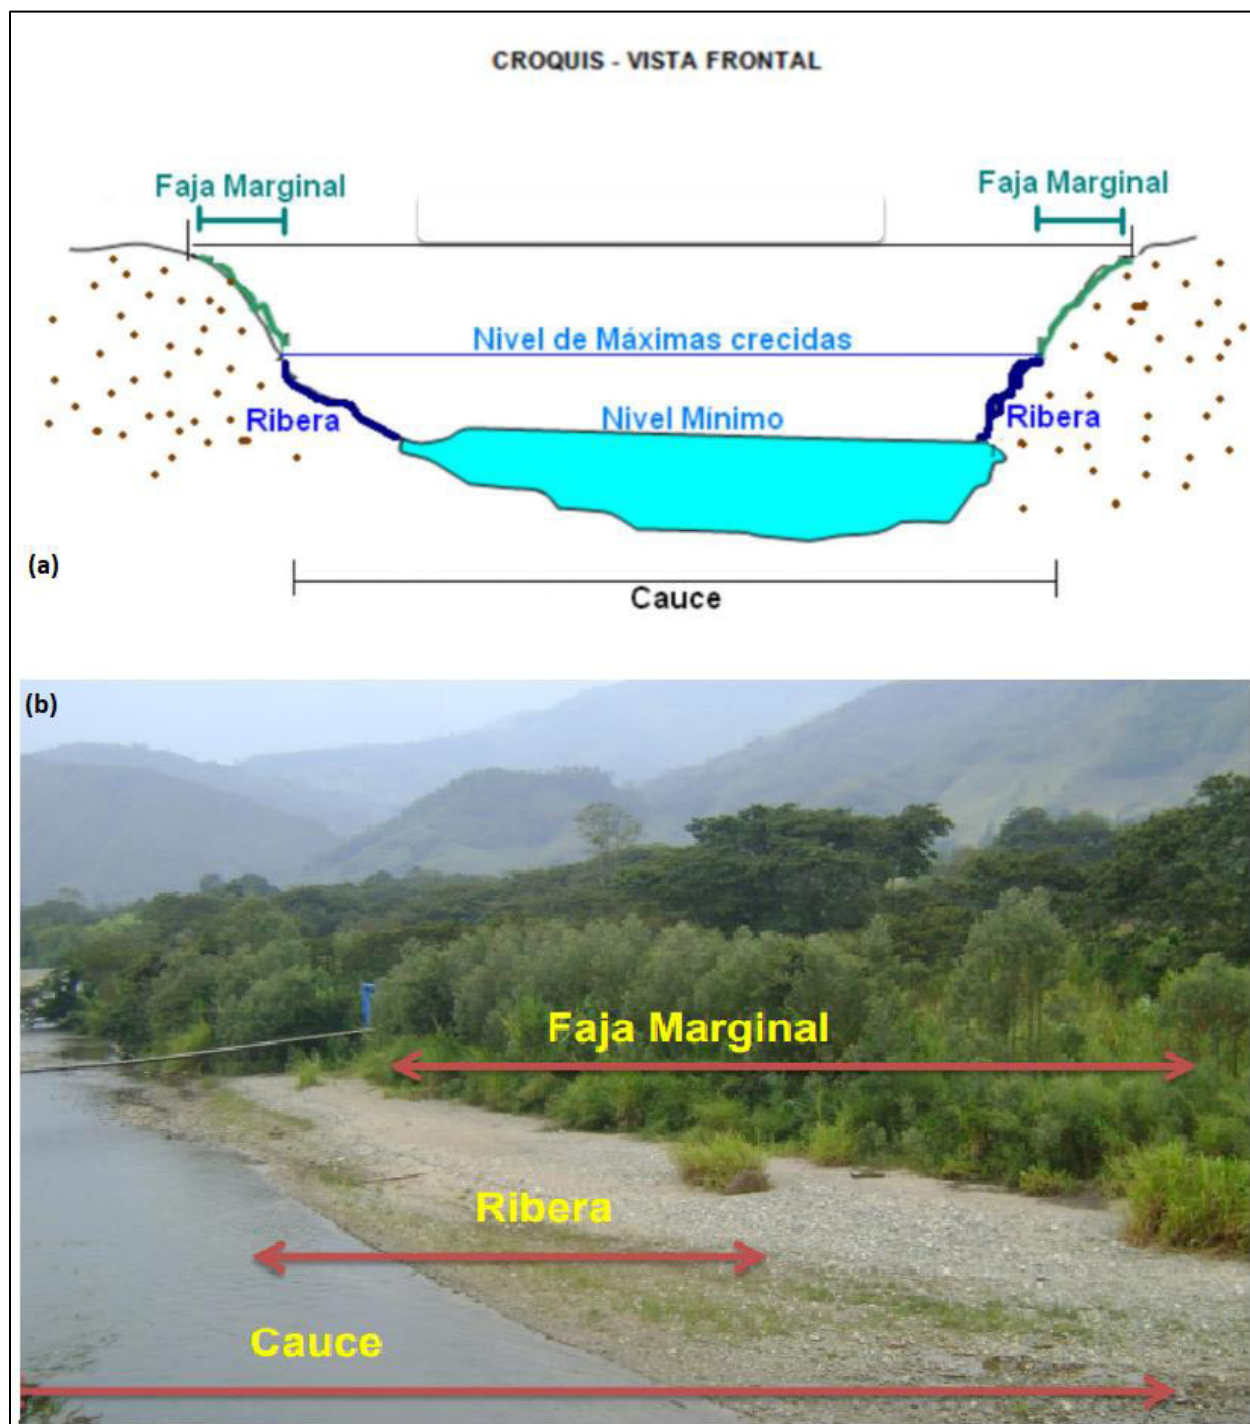 CROQUIS - VISTA FRONTAL
Faja Marginal
Faja Marginal
Nivel de Máximas crecidas
Ribera
Nivel Mínimo
Ribera
(a)
Cauce
(b)
Faja Marginal
Ribera
Cauce